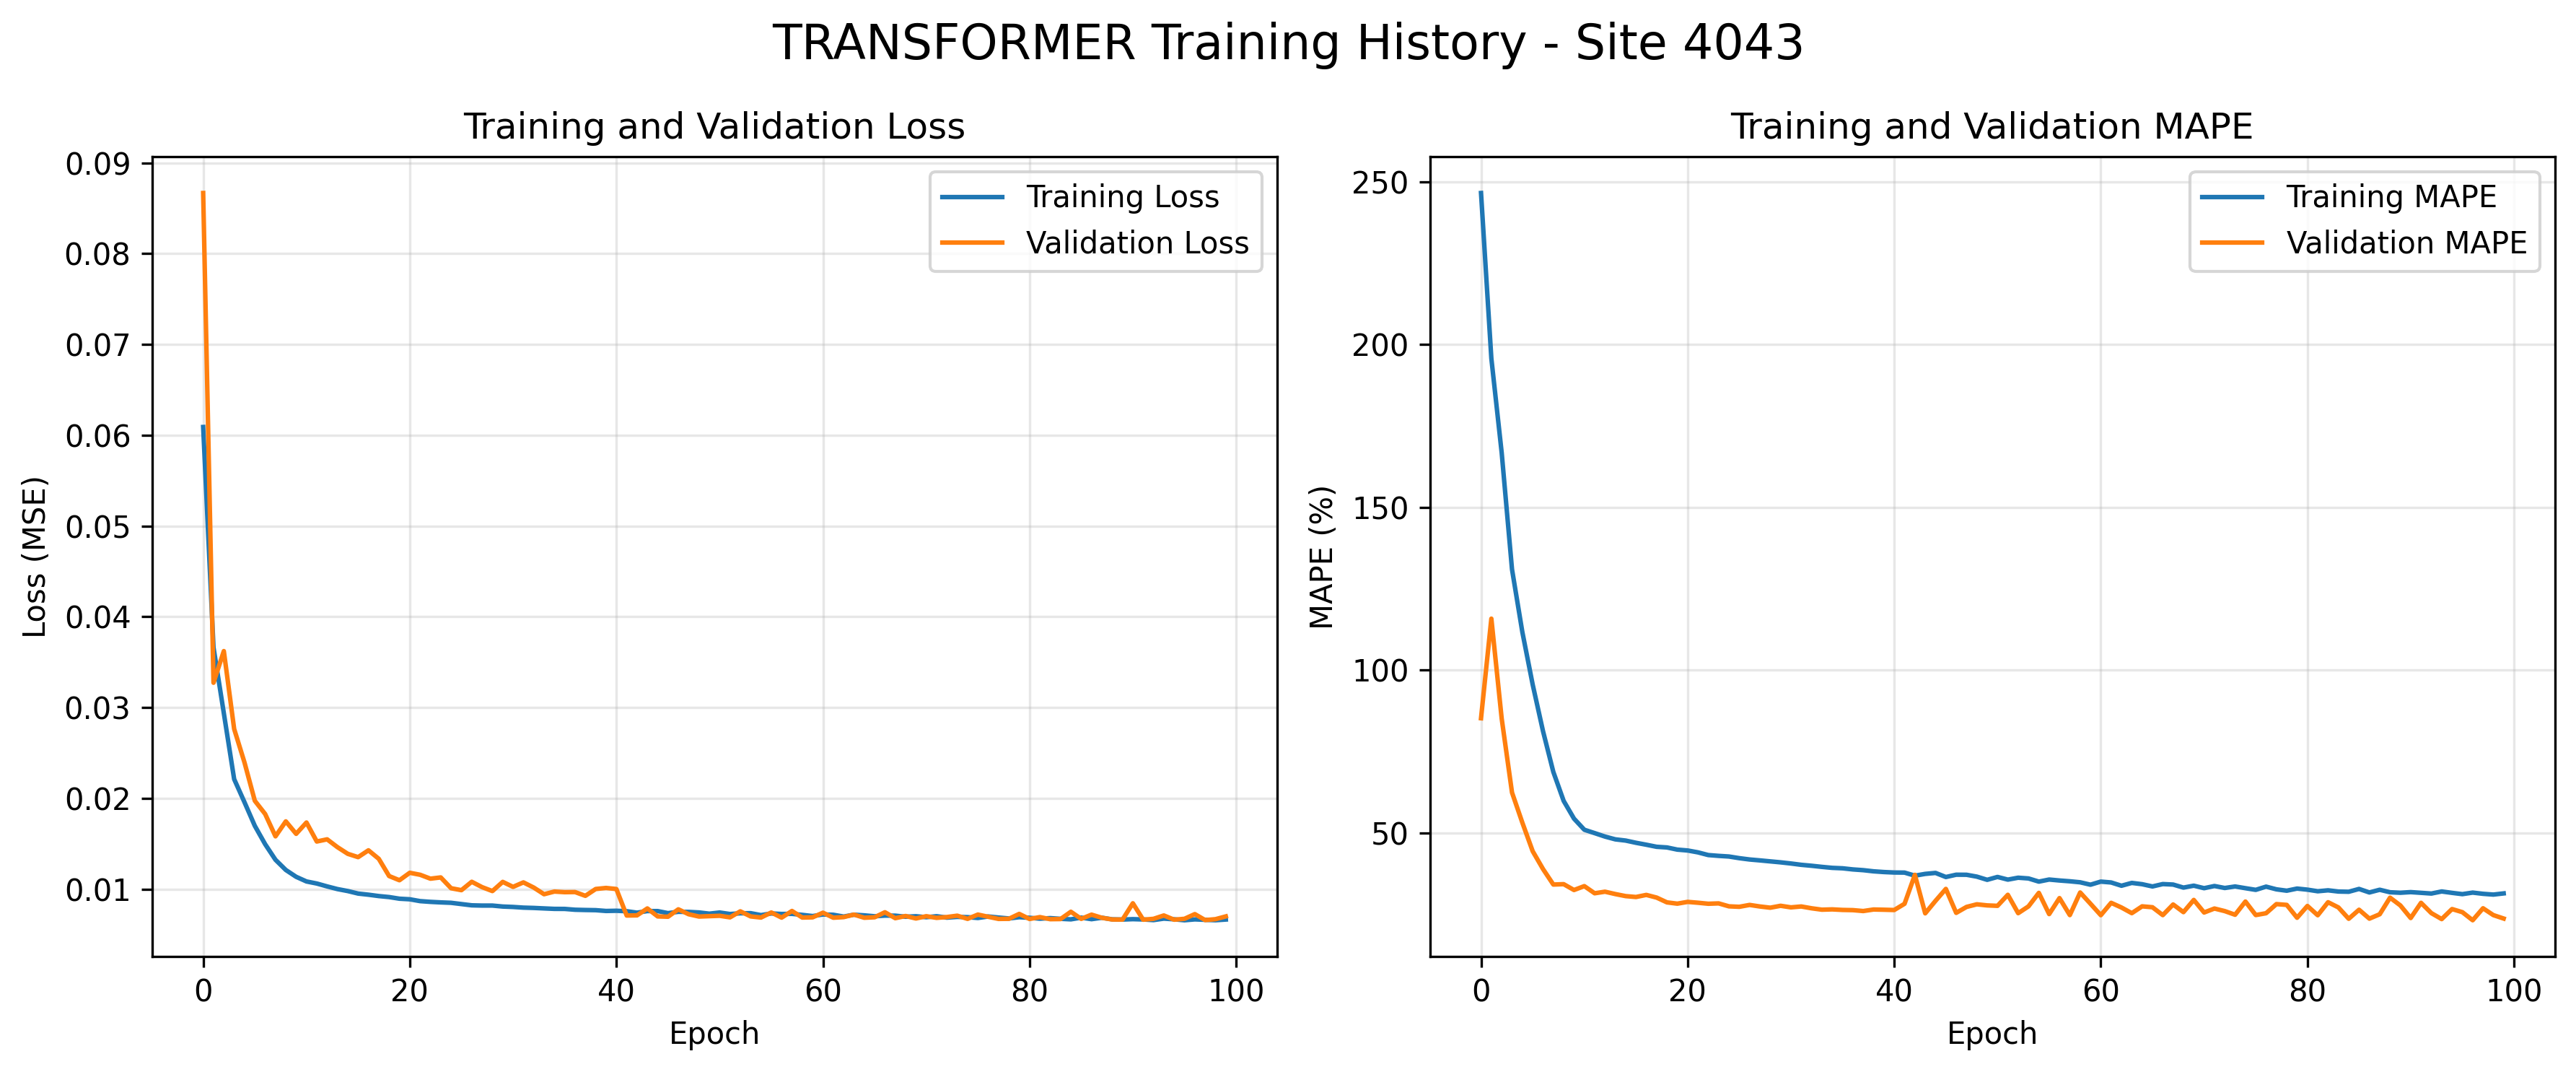 TRANSFORMER Training History - Site 4043
Training and Validation Loss
0.09
0.08
0.07
0.06
0.05
0.04
0.03
0.02
0.01
Loss (MSE)
Training Loss
Validation Loss
0 20 40 60 80 100
Epoch
Training and Validation MAPE
250
200
150
100
50
MAPE (%)
Training MAPE
Validation MAPE
0 20 40 60 80 100
Epoch